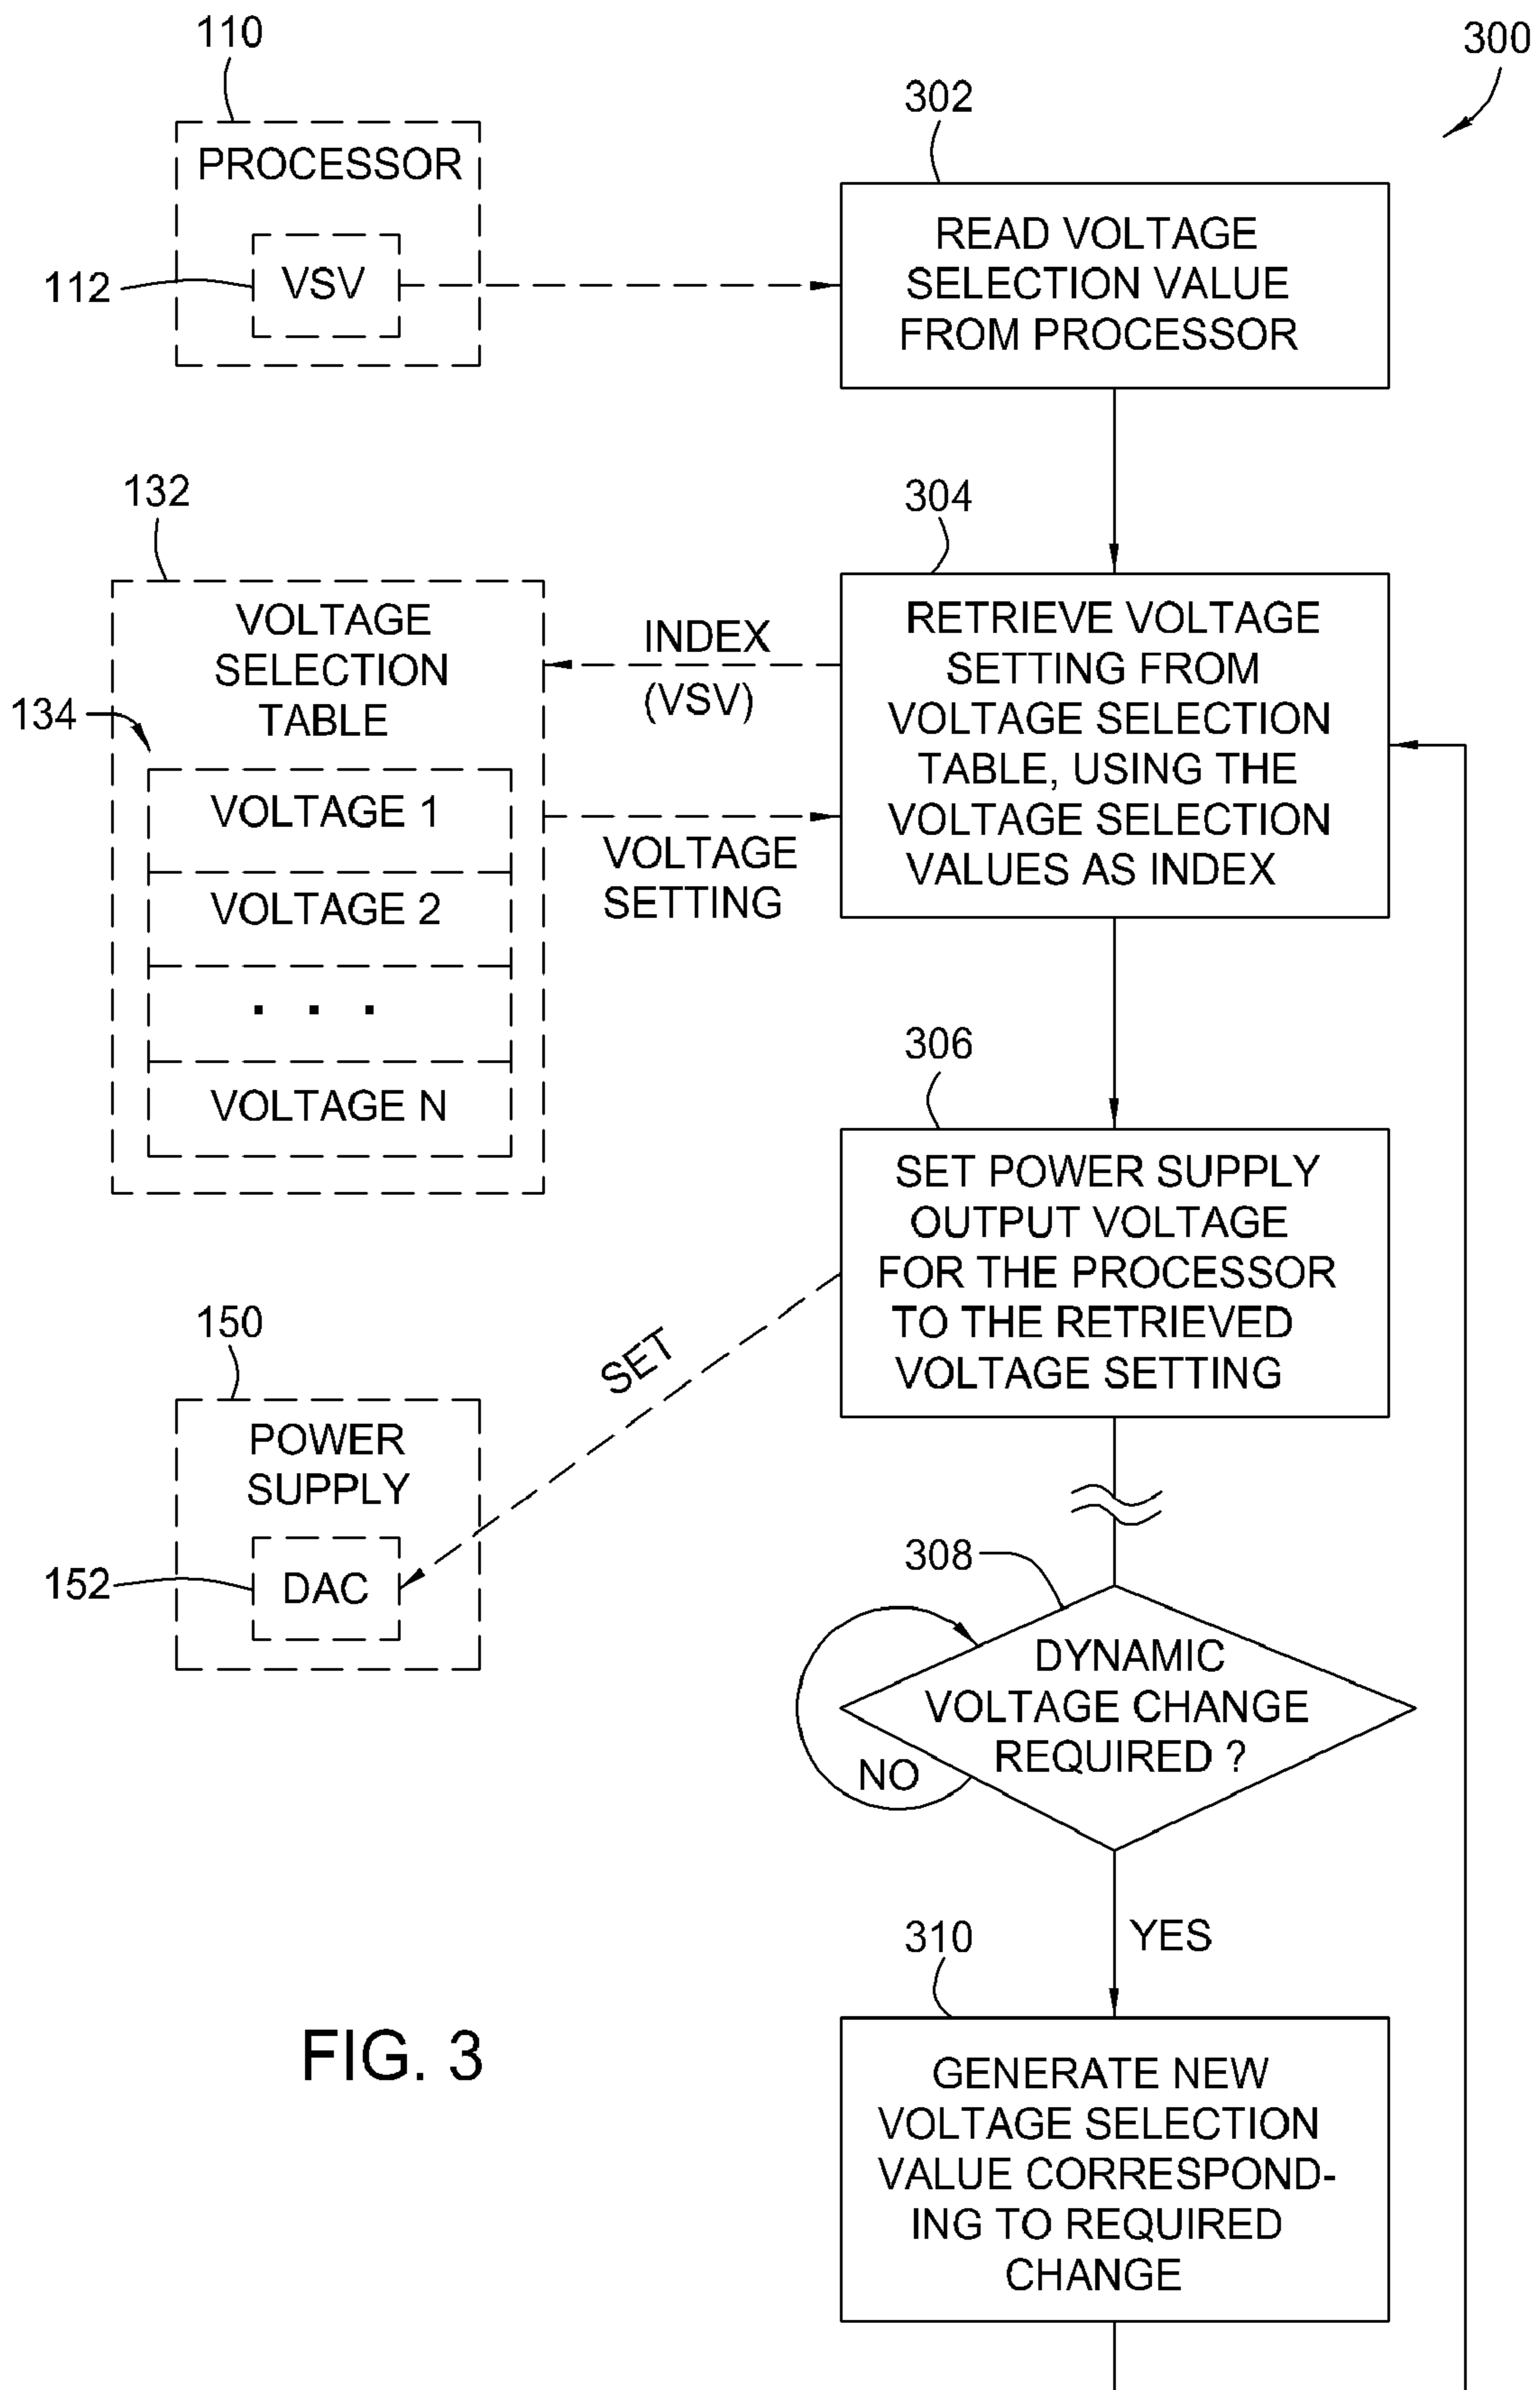 110
300
PROCESSOR
302
112
VSV
READ VOLTAGE
SELECTION VALUE
FROM PROCESSOR
132
304
VOLTAGE
SELECTION
TABLE
134
INDEX
(VSV)
RETRIEVE VOLTAGE
SETTING FROM
VOLTAGE SELECTION
TABLE, USING THE
VOLTAGE SELECTION
VALUES AS INDEX
VOLTAGE 1
VOLTAGE 2
. . .
VOLTAGE N
VOLTAGE
SETTING
306
SET POWER SUPPLY
OUTPUT VOLTAGE
FOR THE PROCESSOR
TO THE RETRIEVED
VOLTAGE SETTING
SET
150
POWER
SUPPLY
152
DAC
308
DYNAMIC
VOLTAGE CHANGE
REQUIRED ?
NO
YES
310
GENERATE NEW
VOLTAGE SELECTION
VALUE CORRESPOND-
ING TO REQUIRED
CHANGE
FIG. 3